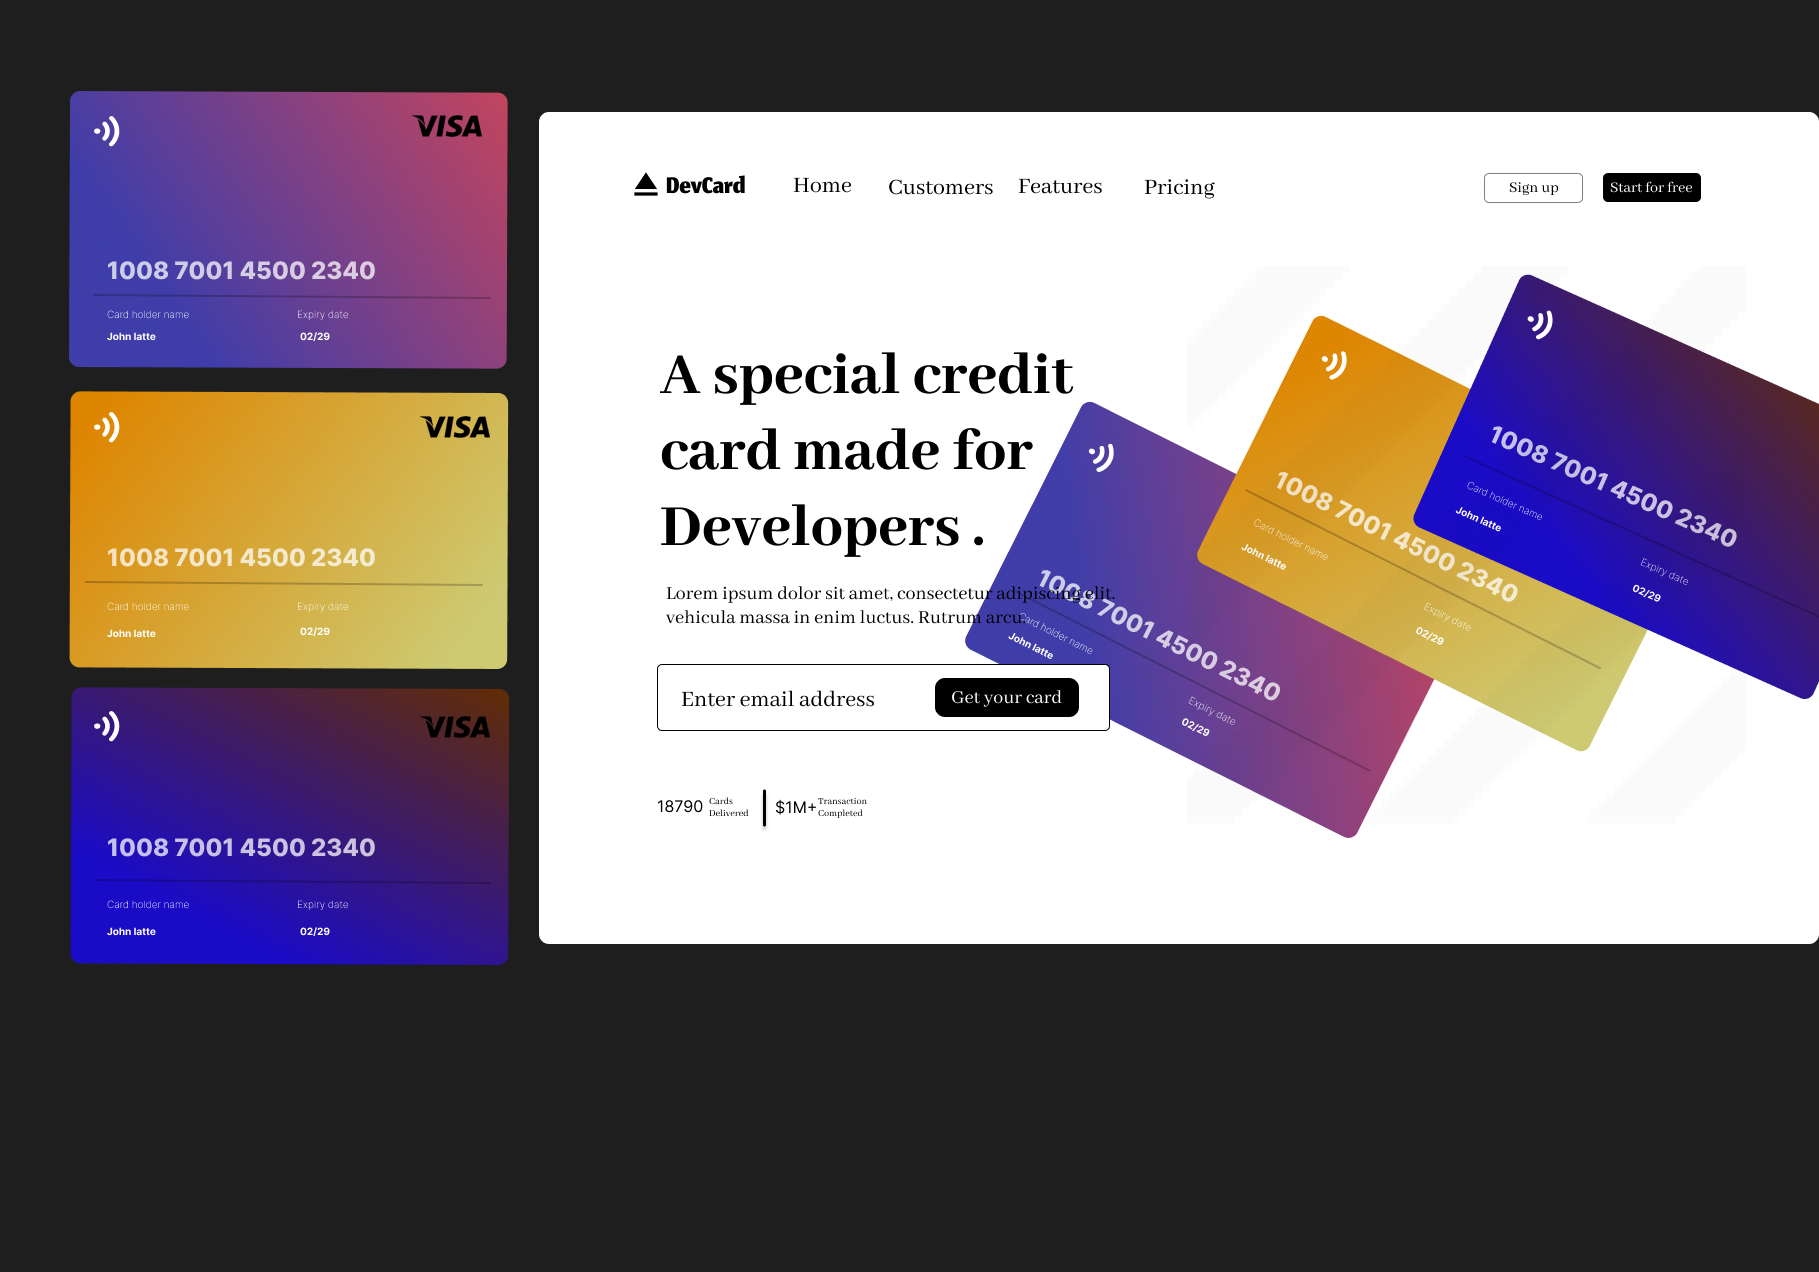 VISA
1008 7001 4500 2340
Card holder name Expiry date
John latte 02/29
VISA
1008 7001 4500 2340
Card holder name Expiry date
John latte 02/29
VISA
1008 7001 4500 2340
Card holder name Expiry date
John latte 02/29
DevCard Home Customers Features Pricing Sign up Start for free
A special credit
card made for
Developers .
Lorem ipsum dolor sit amet, consectetur adipiscing elit.
vehicula massa in enim luctus. Rutrum arcu.
Enter email address Get your card
18790 Cards
Delivered
$1M+ Transaction
Completed
1008 7001 4500 2340
Card holder name Expiry date
John latte 02/29
1008 7001 4500 2340
Card holder name Expiry date
John latte 02/29
1008 7001 4500 2340
Card holder name Expiry date
John latte 02/29